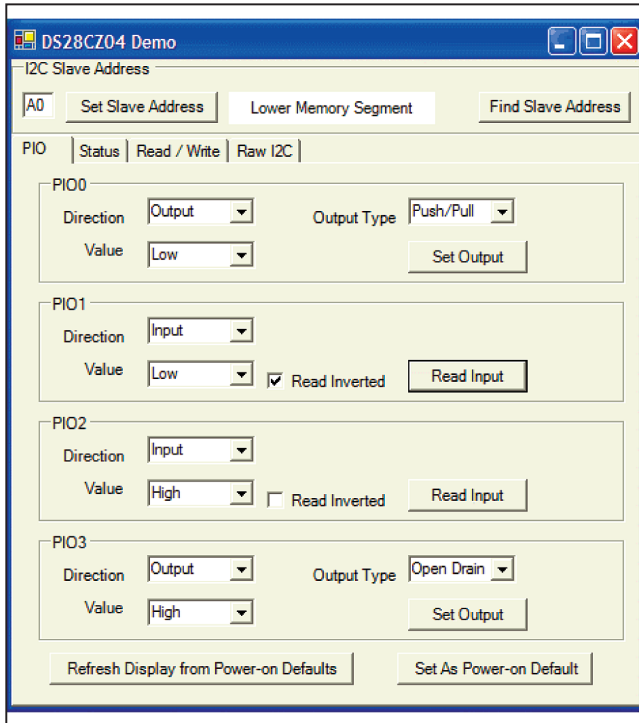 DS28CZ04 Demo
I2C Slave Address
A0 Set Slave Address Lower Memory Segment Find Slave Address
PIO Status Read / Write Raw I2C
PIO0
Direction Output Output Type Push/Pull
Value Low Set Output
PIO1
Direction Input
Value Low Read Inverted Read Input
PIO2
Direction Input
Value High Read Inverted Read Input
PIO3
Direction Output Output Type Open Drain
Value High Set Output
Refresh Display from Power-on Defaults Set As Power-on Default